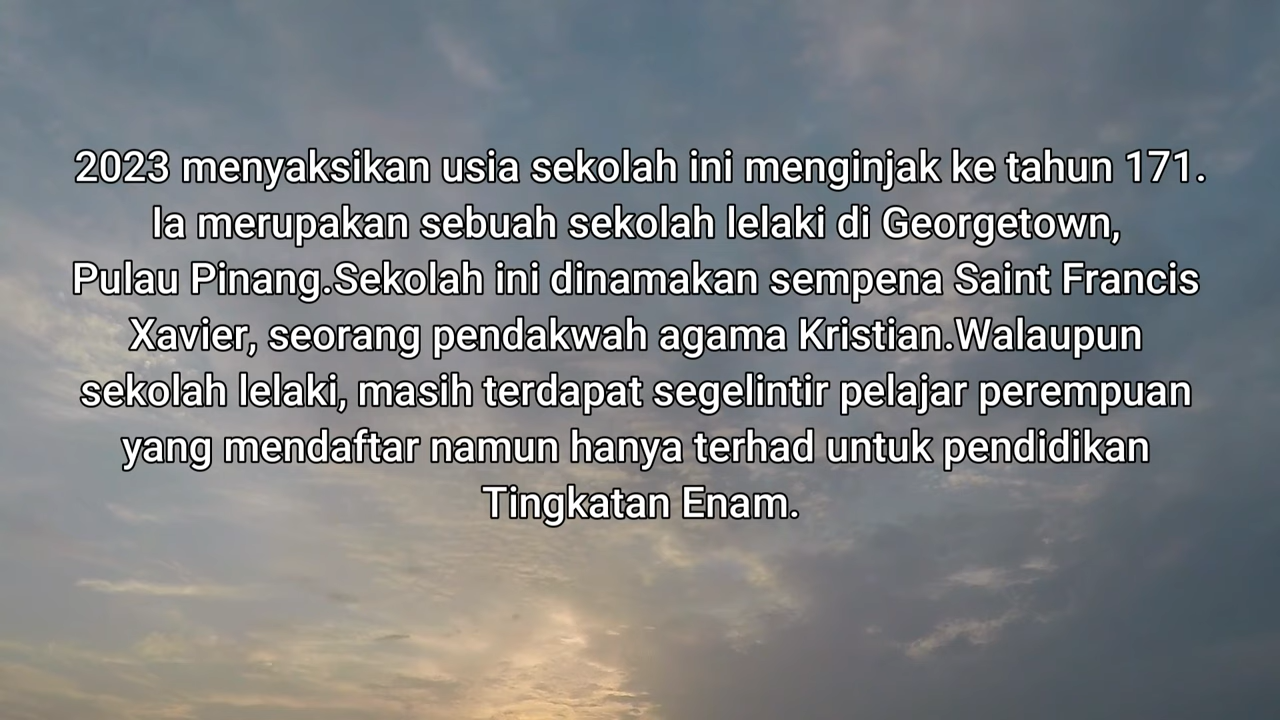 2023 menyaksikan usia sekolah ini menginjak ke tahun 171.
Ia merupakan sebuah sekolah lelaki di Georgetown,
Pulau Pinang.Sekolah ini dinamakan sempena Saint Francis
Xavier, seorang pendakwah agama Kristian.Walaupun
sekolah lelaki, masih terdapat segelintir pelajar perempuan
yang mendaftar namun hanya terhad untuk pendidikan
Tingkatan Enam.